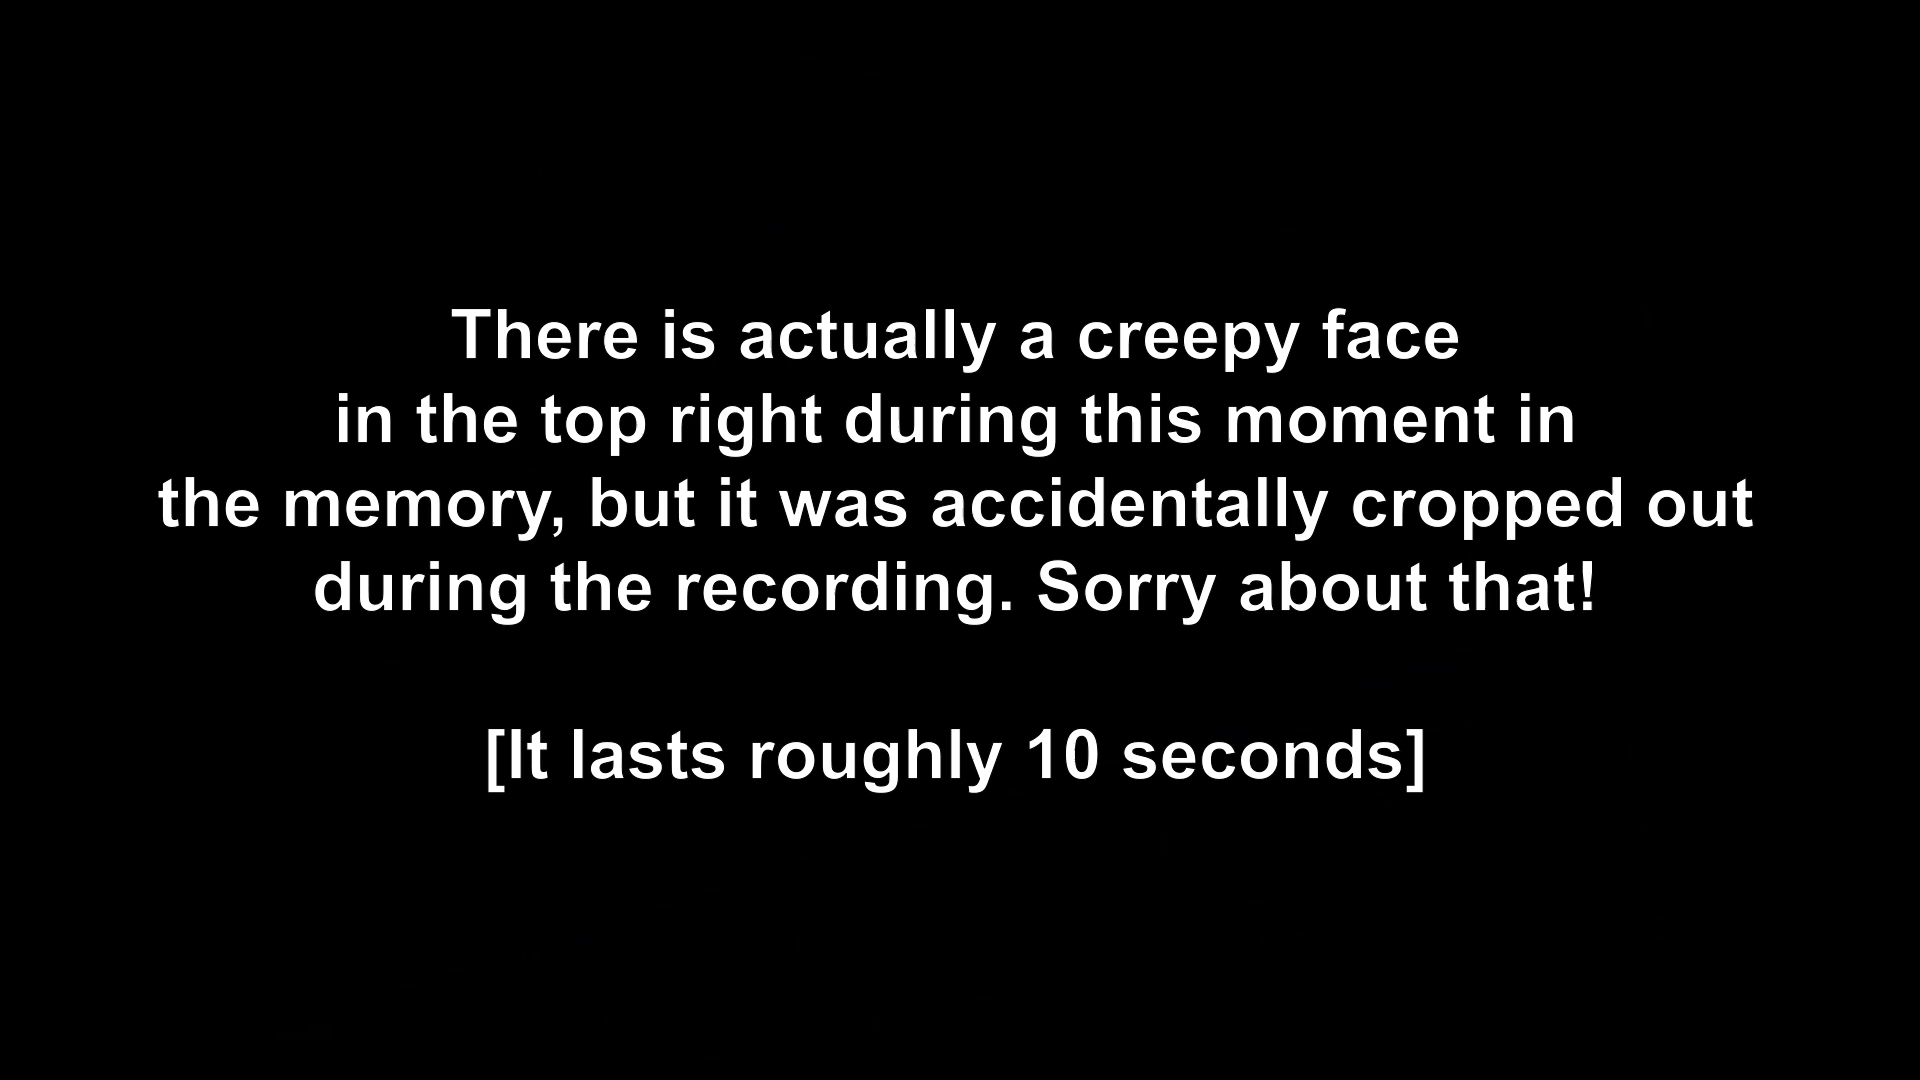 There is actually a creepy face
in the top right during this moment in
the memory, but it was accidentally cropped out
during the recording. Sorry about that!
[It lasts roughly 10 seconds]